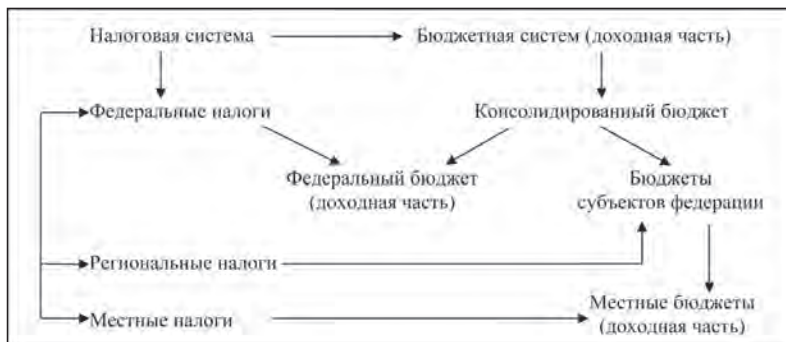 Налоговая система
Бюджетная систем (доходная часть)
Федеральные налоги
Консолидированный бюджет
Федеральный бюджет
(доходная часть)
Бюджеты
субъектов федерации
Региональные налоги
Местные налоги
Местные бюджеты
(доходная часть)